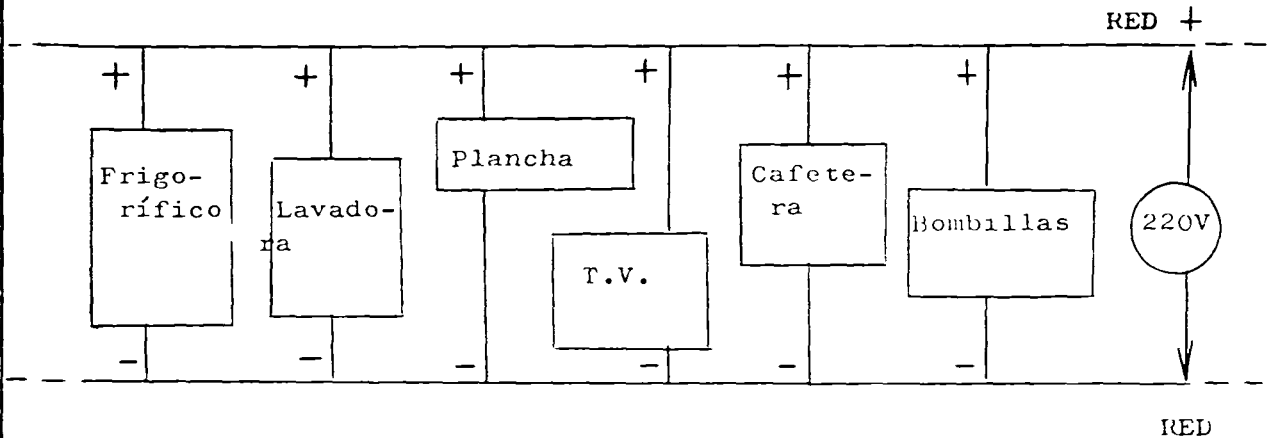 RED +
+ + + + + +
Frigo-
rífico
Lavado-
ra
Plancha
T.V.
Cafete-
ra
Bombillas
220V
- - - - - -
RED